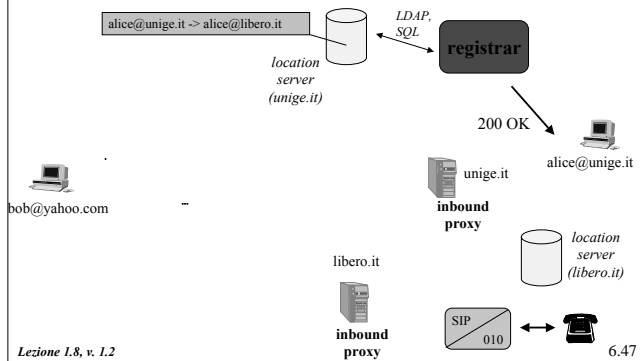 alice@unige.it -> alice@libero.it
LDAP,
SQL
registrar
location
server
(unige.it)
200 OK
alice@unige.it
unige.it
inbound
proxy
bob@yahoo.com
location
server
(libero.it)
libero.it
inbound
proxy
SIP
010
Lezione 1.8, v. 1.2
6.47